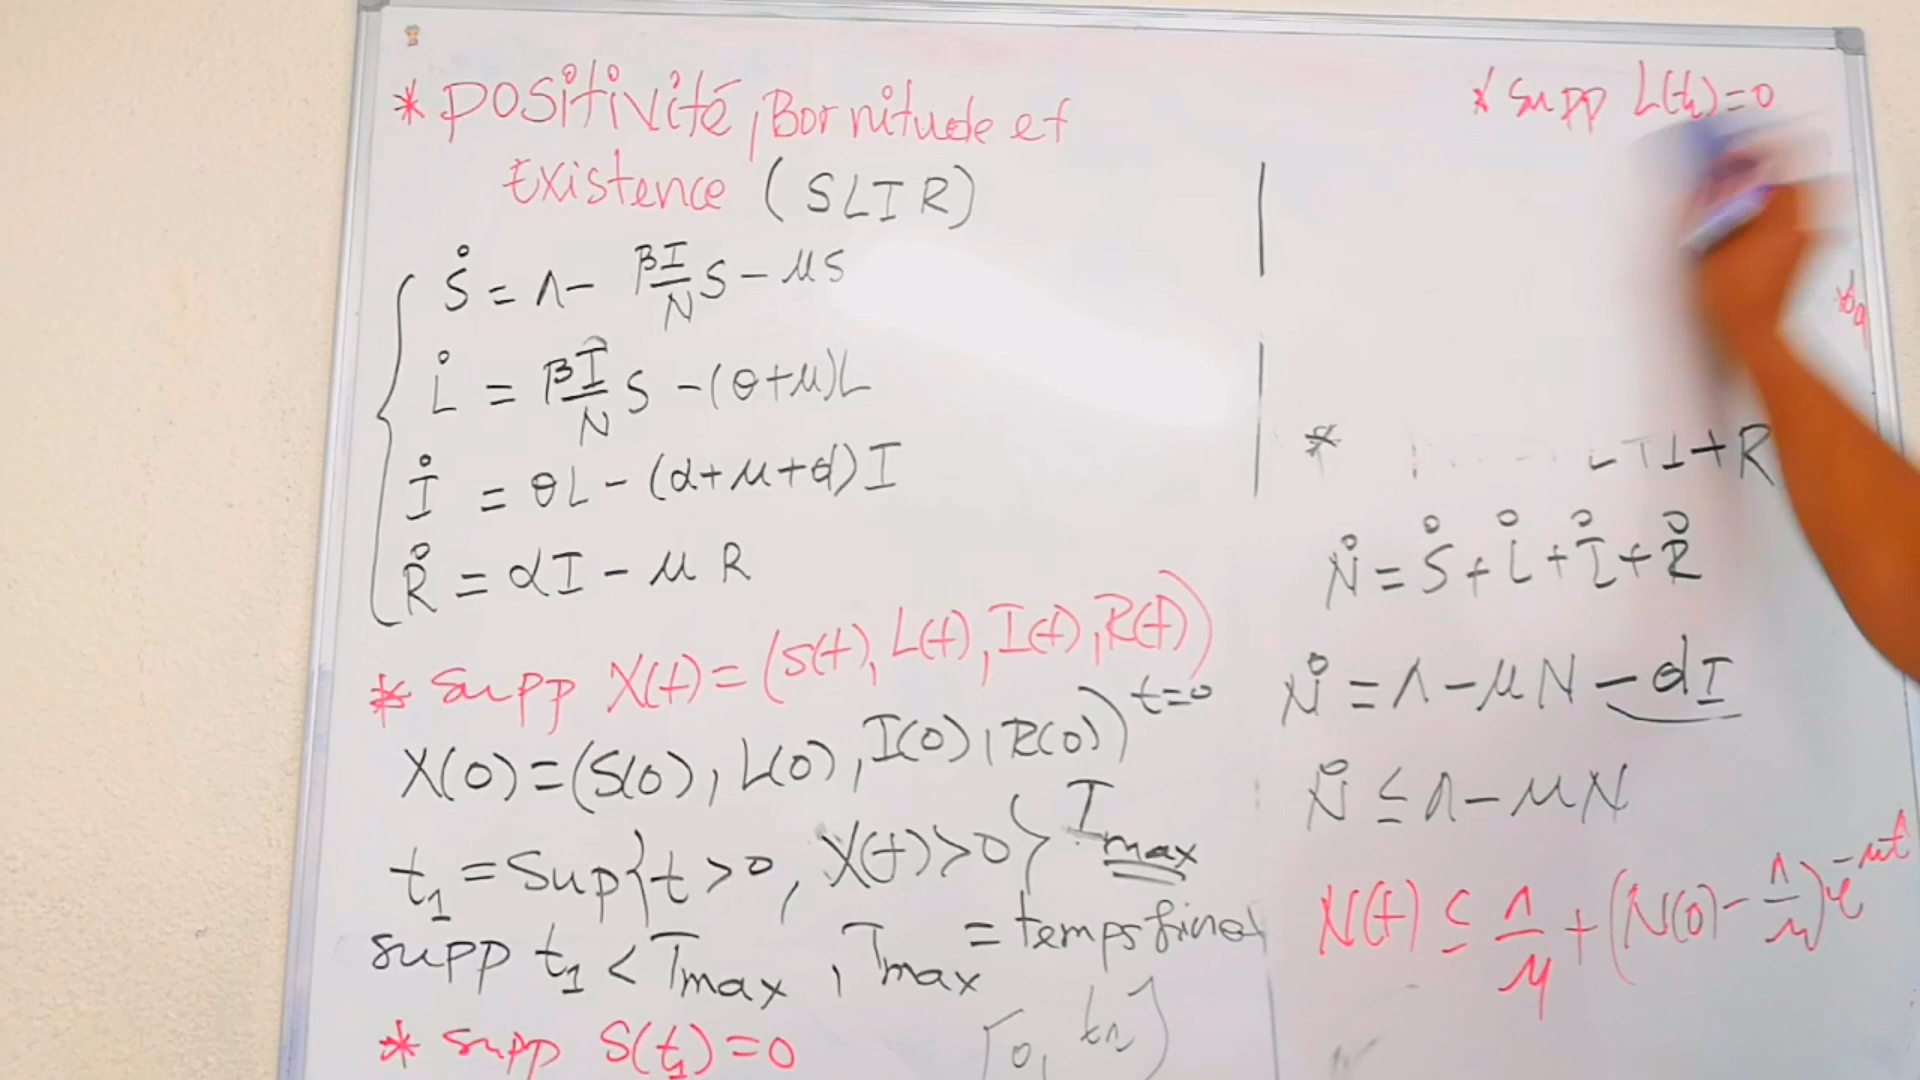 * Positivité, Bornitude et
Existence (SLIR)
Ṡ = Λ - βI/N S - μS
L̇ = βI/N S - (θ+μ)L
İ = θL - (α+μ+d)I
Ṙ = αI - μR
* Supp X(t) = (S(t), L(t), I(t), R(t))
t=0
X(0) = (S(0), L(0), I(0), R(0))
t₁ = Sup{t>0, X(t)>0} Tmax
supp t₁ < Tmax, Tmax = temps final
* supp S(t₁)=0 [0, t₁]
* Supp L(t₁)=0
*
I+R
Ṅ = Ṡ + L̇ + İ + Ṙ
Ṅ = Λ - μN - dI
Ṅ ≤ Λ - μN
N(t) ≤ Λ/μ + (N(0) - Λ/μ) e^-μt